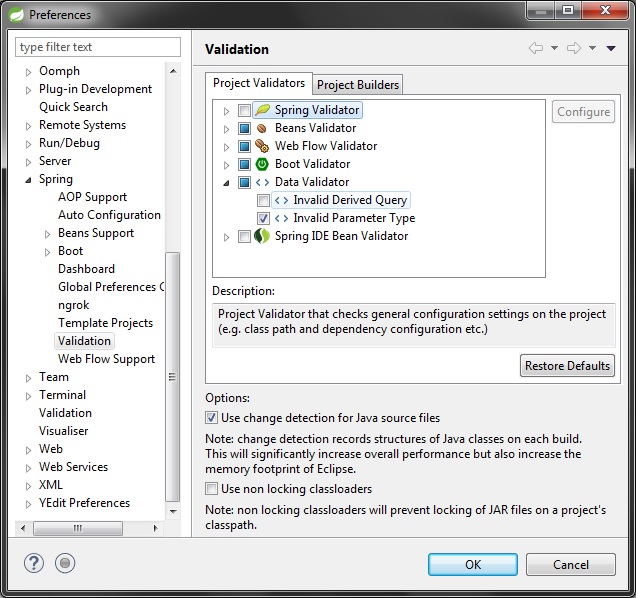 Preferences
type filter text
Oomph
Plug-in Development
Quick Search
Remote Systems
Run/Debug
Server
Spring
AOP Support
Auto Configuration
Beans Support
Boot
Dashboard
Global Preferences C
ngrok
Template Projects
Validation
Web Flow Support
Team
Terminal
Validation
Visualiser
Web
Web Services
XML
YEdit Preferences
Validation
Project Validators
Project Builders
Spring Validator
Beans Validator
Web Flow Validator
Boot Validator
Data Validator
Invalid Derived Query
Invalid Parameter Type
Spring IDE Bean Validator
Configure
Description:
Project Validator that checks general configuration settings on the project
(e.g. class path and dependency configuration etc.)
Restore Defaults
Options:
Use change detection for Java source files
Note: change detection records structures of Java classes on each build.
This will significantly increase overall performance but also increase the
memory footprint of Eclipse.
Use non locking classloaders
Note: non locking classloaders will prevent locking of JAR files on a project's
classpath.
?
OK
Cancel